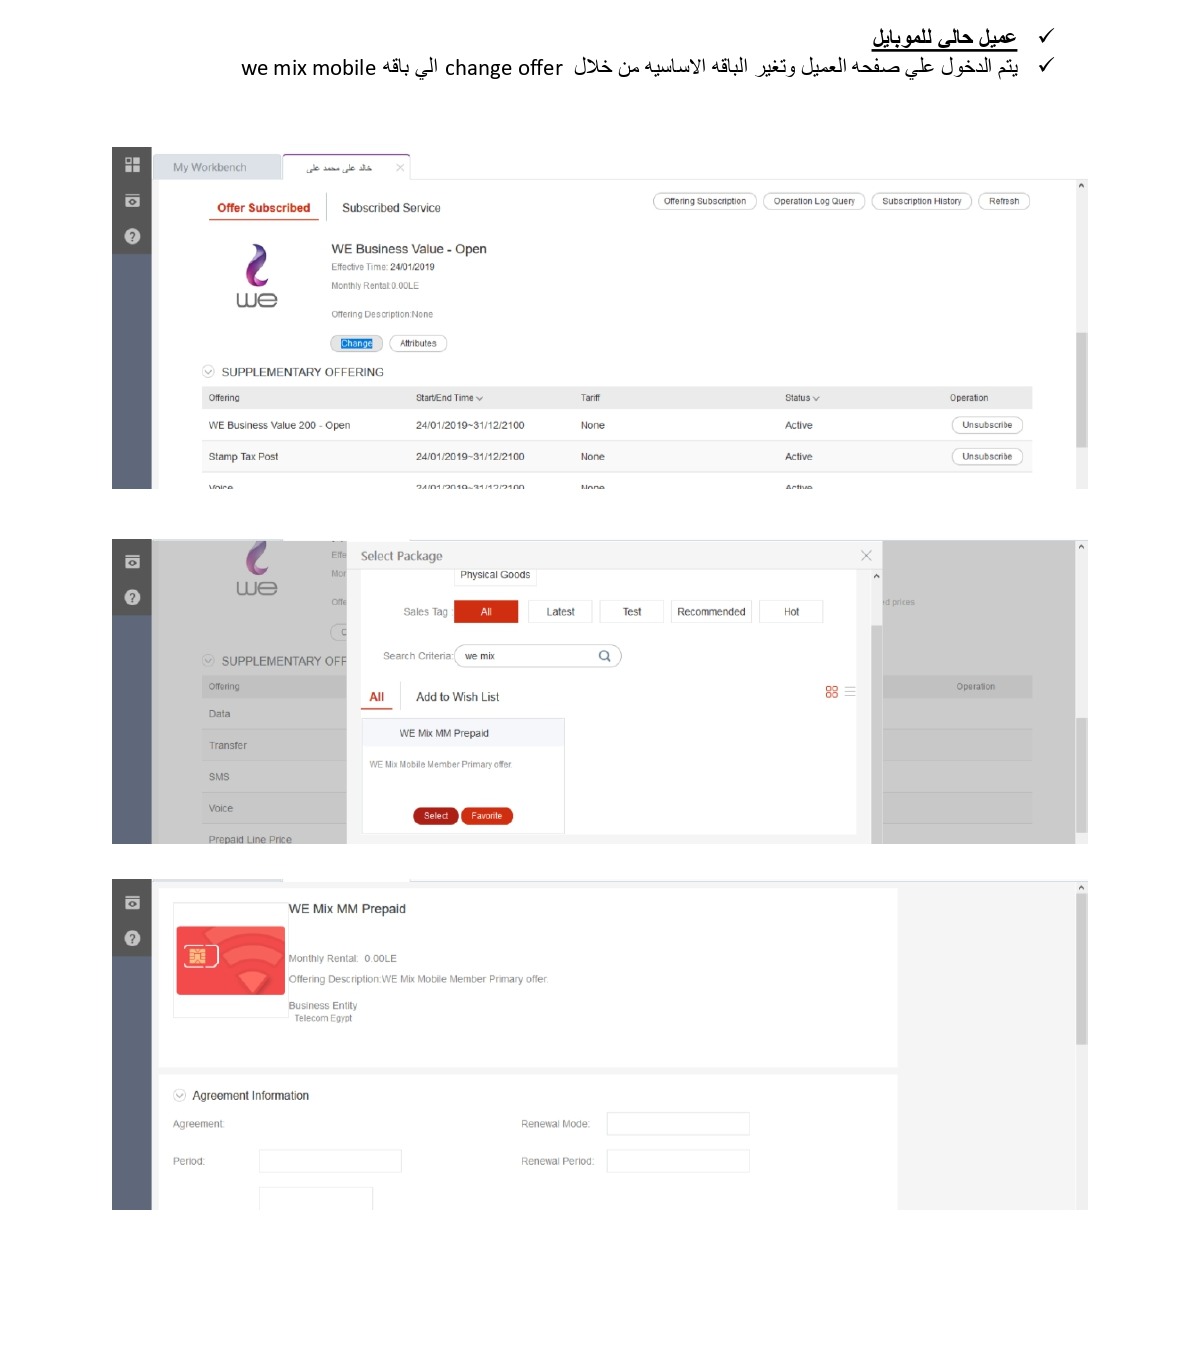 ✓ عميل حالي للموبايل
✓ يتم الدخول علي صفحه العميل وتغير الباقه الاساسيه من خلال change offer الي باقه we mix mobile
My Workbench
خالد على محمد على
Offer Subscribed
Subscribed Service
Offering Subscription
Operation Log Query
Subscription History
Refresh
we
WE Business Value - Open
Effective Time: 24/01/2019
Monthly Rental:0.00LE
Offering Description:None
Change
Attributes
SUPPLEMENTARY OFFERING
Offering Start/End Time Tariff Status Operation
WE Business Value 200 - Open 24/01/2019~31/12/2100 None Active Unsubscribe
Stamp Tax Post 24/01/2019~31/12/2100 None Active Unsubscribe
Voice 24/01/2019~31/12/2100 None Active
Select Package
Physical Goods
we
Sales Tag : All Latest Test Recommended Hot
ed prices
Search Criteria: we mix
SUPPLEMENTARY OFF
Offering
Operation
All
Add to Wish List
Data
Transfer
SMS
Voice
Prepaid Line Price
WE Mix MM Prepaid
WE Mix Mobile Member Primary offer.
Select
Favorite
WE Mix MM Prepaid
Monthly Rental: 0.00LE
Offering Description:WE Mix Mobile Member Primary offer.
Business Entity
Telecom Egypt
Agreement Information
Agreement:
Renewal Mode:
Period:
Renewal Period: